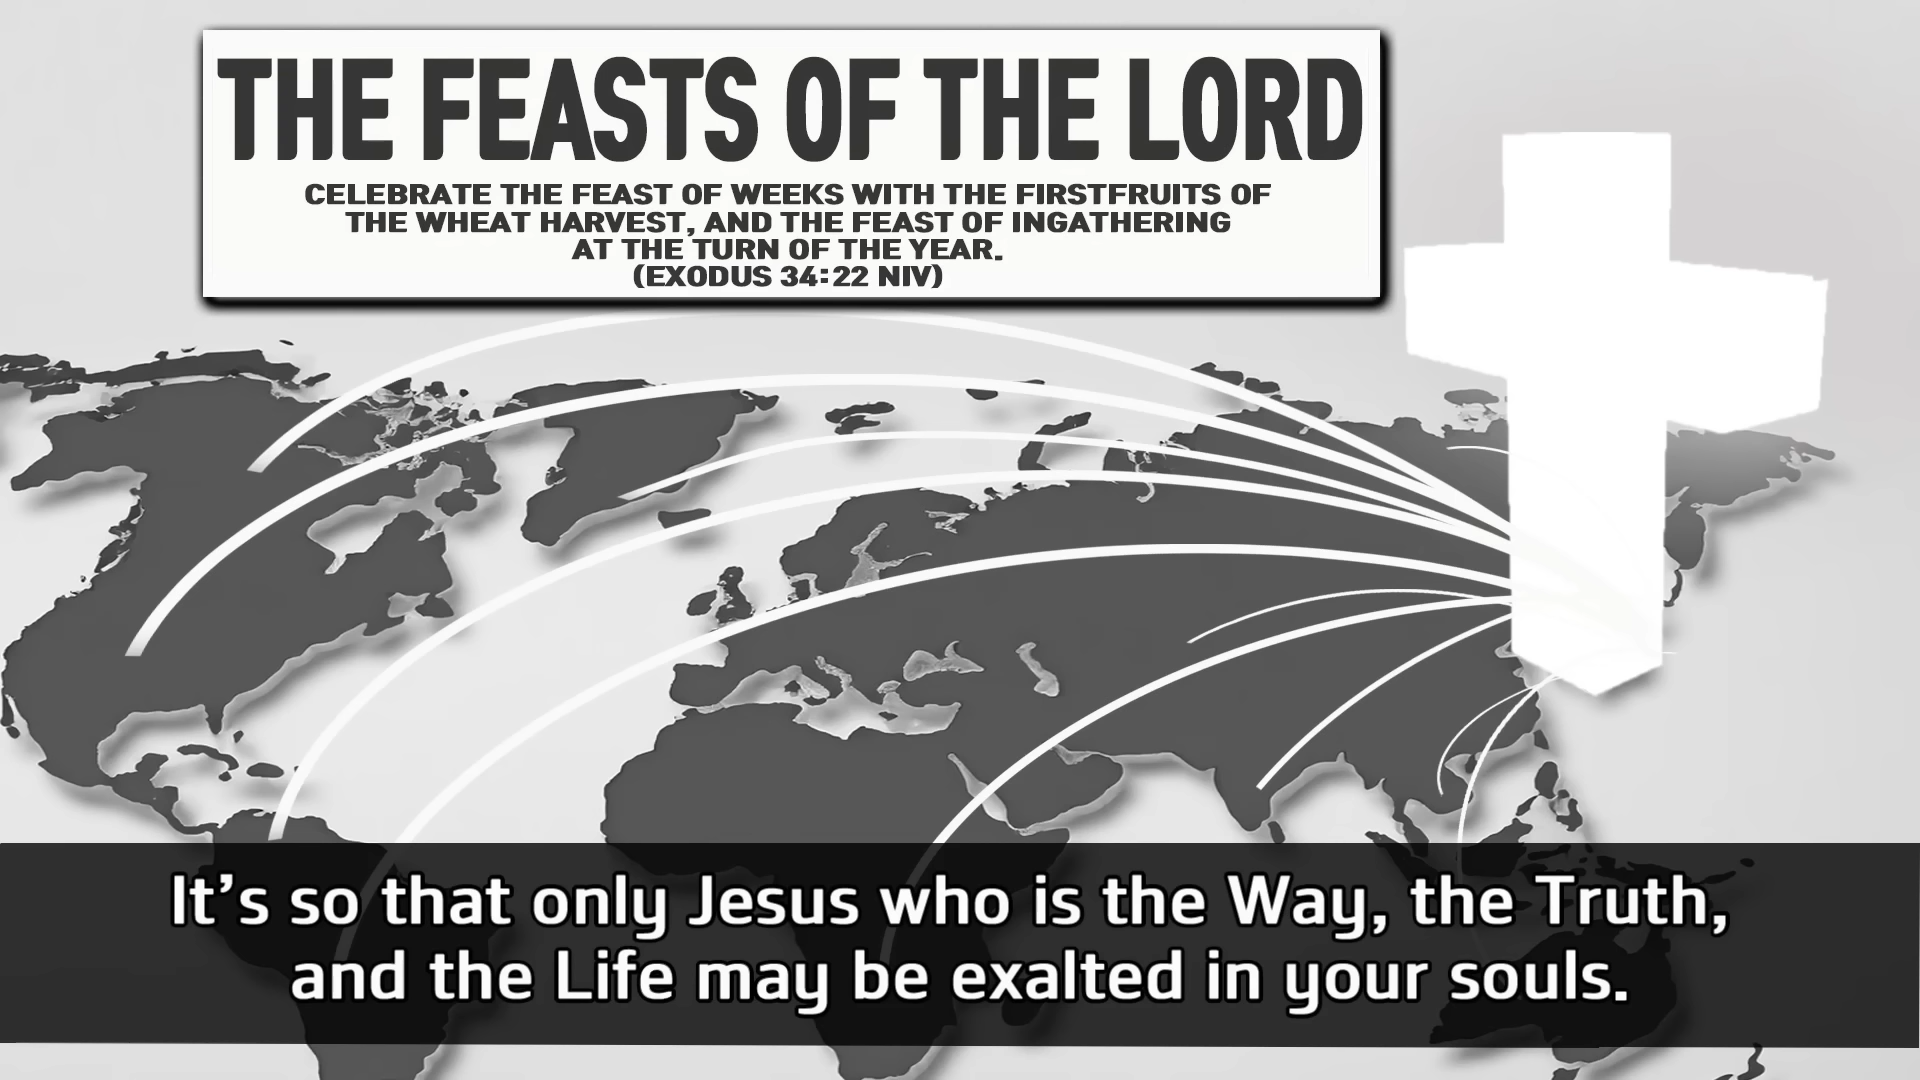 THE FEASTS OF THE LORD
CELEBRATE THE FEAST OF WEEKS WITH THE FIRSTFRUITS OF
THE WHEAT HARVEST, AND THE FEAST OF INGATHERING
AT THE TURN OF THE YEAR.
(EXODUS 34:22 NIV)
It's so that only Jesus who is the Way, the Truth,
and the Life may be exalted in your souls.